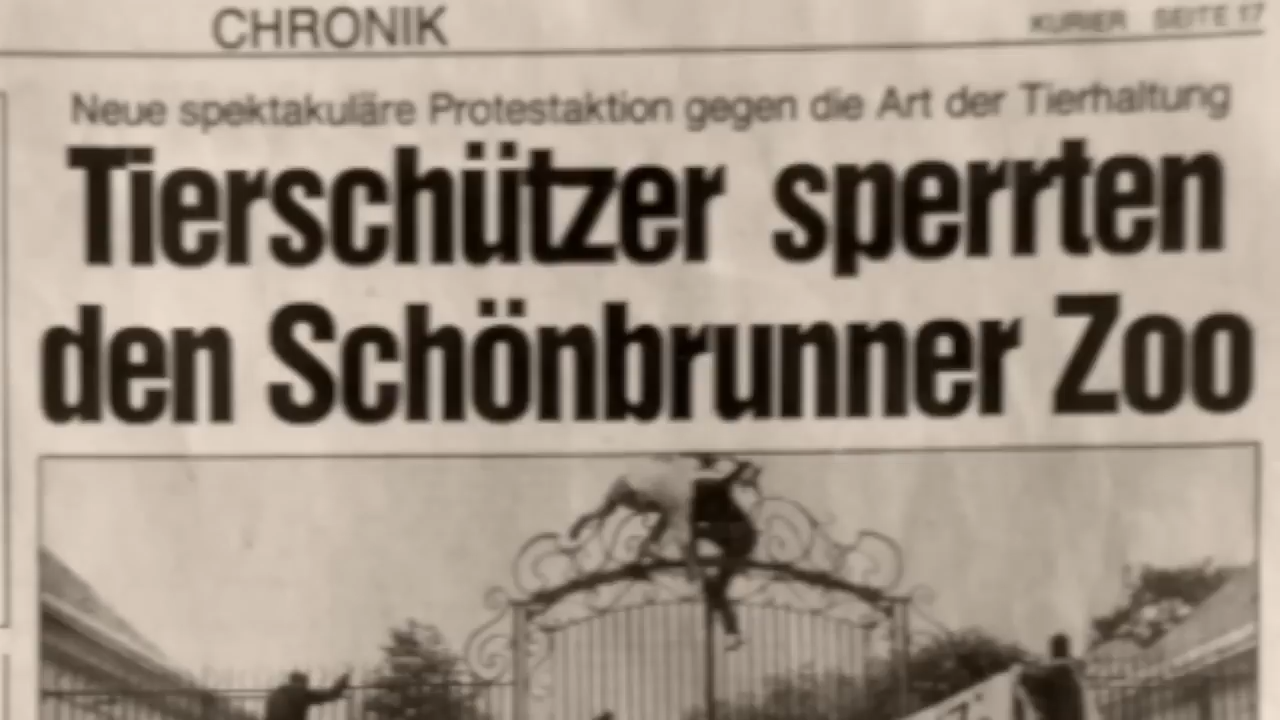 CHRONIK
KURIER SEITE 17
Neue spektakuläre Protestaktion gegen die Art der Tierhaltung
Tierschützer sperrten
den Schönbrunner Zoo